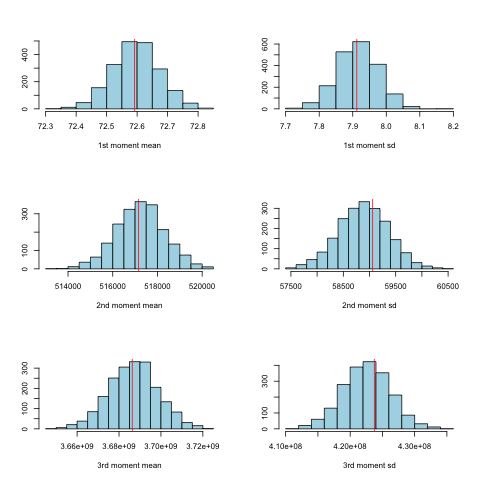 0 200 400
72.3 72.4 72.5 72.6 72.7 72.8
1st moment mean
0 200 400 600
7.7 7.8 7.9 8.0 8.1 8.2
1st moment sd
0 100 200 300
514000 516000 518000 520000
2nd moment mean
0 100 200 300
57500 58500 59500 60500
2nd moment sd
0 100 200 300
3.66e+09 3.68e+09 3.70e+09 3.72e+09
3rd moment mean
0 100 300
4.10e+08 4.20e+08 4.30e+08
3rd moment sd